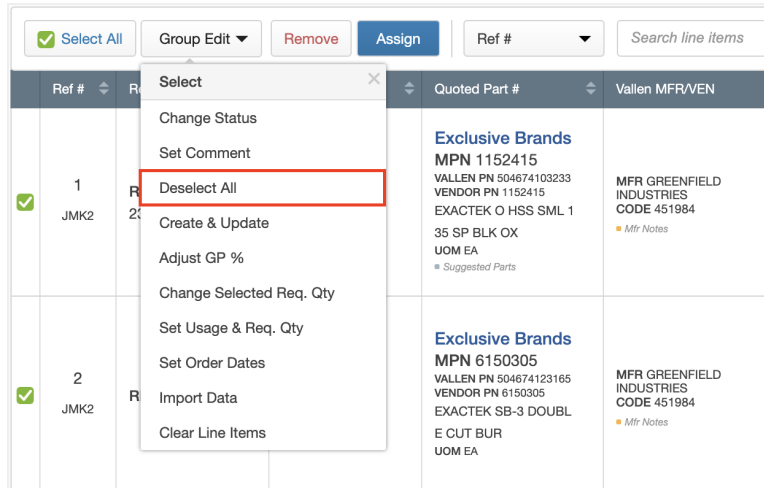 Select All
Group Edit
Remove
Assign
Ref #
Search line items
Ref #
Quoted Part #
Vallen MFR/VEN
Select
Change Status
Set Comment
Deselect All
Create & Update
Adjust GP %
Change Selected Req. Qty
Set Usage & Req. Qty
Set Order Dates
Import Data
Clear Line Items
1
JMK2
Exclusive Brands
MPN 1152415
VALLEN PN 504674103233
VENDOR PN 1152415
EXACTEK O HSS SML 1
35 SP BLK OX
UOM EA
Suggested Parts
MFR GREENFIELD
INDUSTRIES
CODE 451984
Mfr Notes
2
JMK2
Exclusive Brands
MPN 6150305
VALLEN PN 504674123165
VENDOR PN 6150305
EXACTEK SB-3 DOUBL
E CUT BUR
UOM EA
MFR GREENFIELD
INDUSTRIES
CODE 451984
Mfr Notes